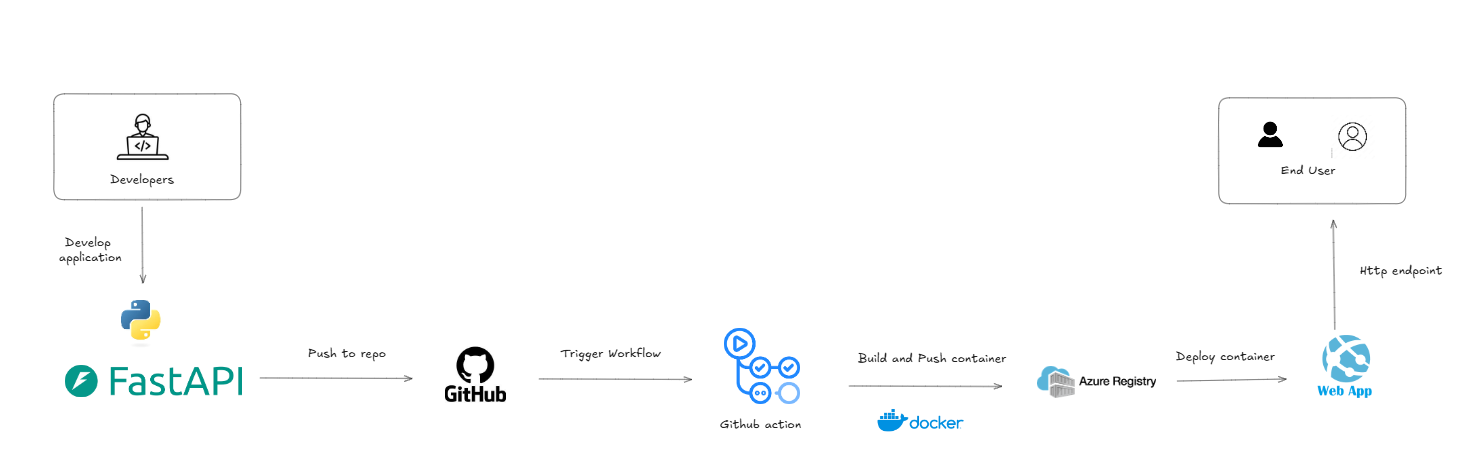 Developers
End User
Develop
application
Http endpoint
Push to repo
Trigger Workflow
Build and Push container
Deploy container
FastAPI
GitHub
Azure Registry
Web App
Github action
docker